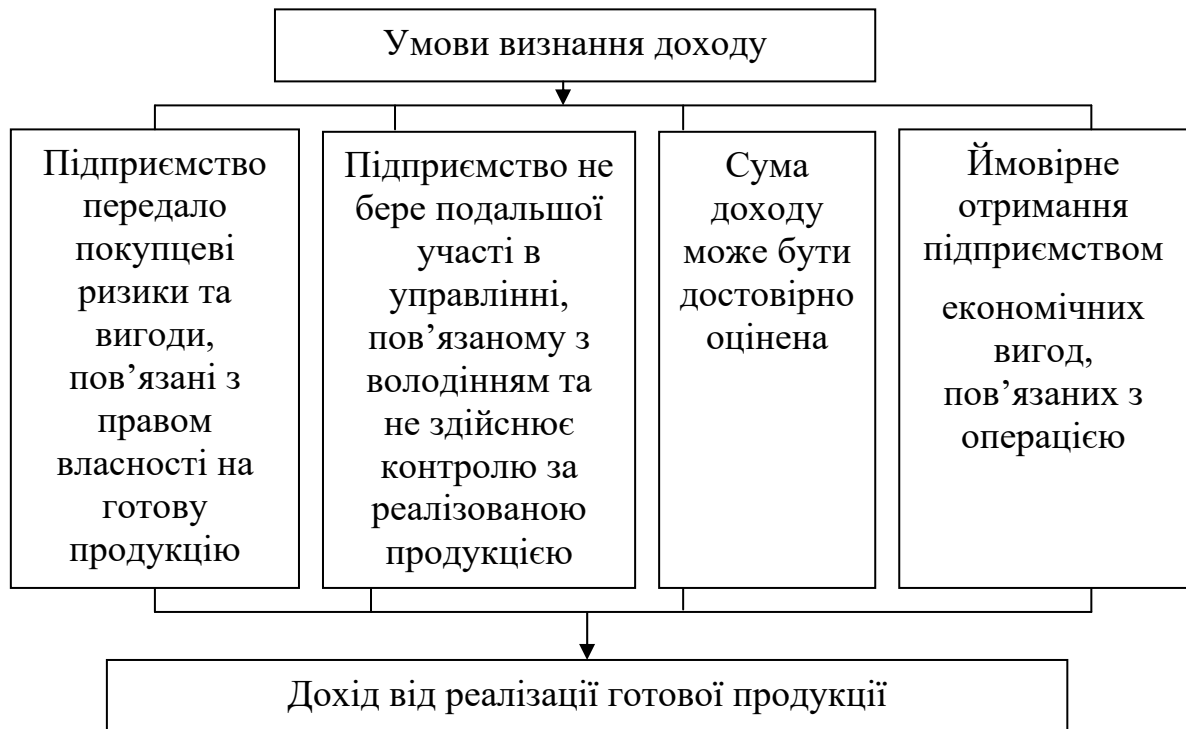 Умови визнання доходу
Підприємство
передало
покупцеві
ризики та
вигоди,
пов’язані з
правом
власності на
готову
продукцію
Підприємство не
бере подальшої
участі в
управлінні,
пов’язаному з
володінням та
не здійснює
контролю за
реалізованою
продукцією
Сума
доходу
може бути
достовірно
оцінена
Ймовірне
отримання
підприємством
економічних
вигод,
пов’язаних з
операцією
Дохід від реалізації готової продукції